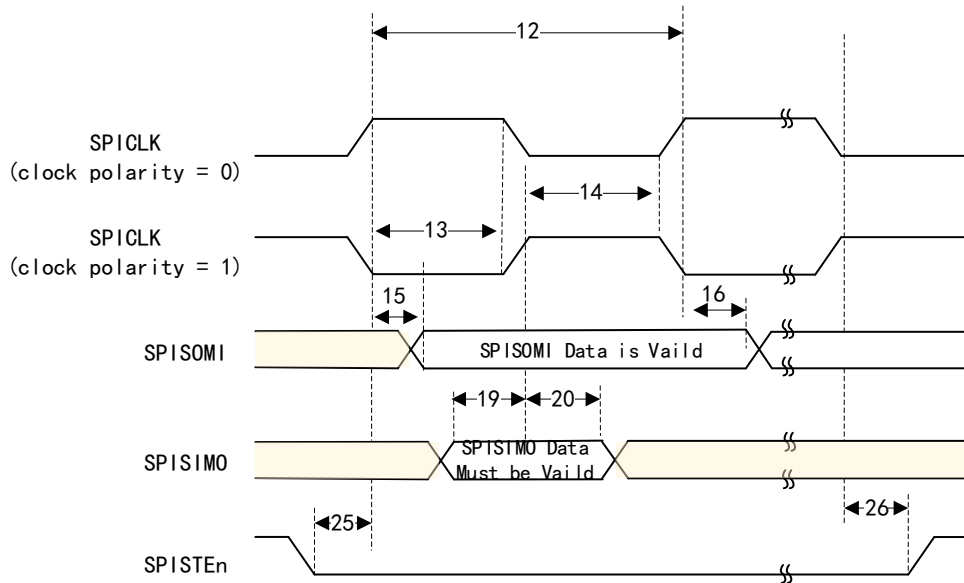 12
SPICLK
(clock polarity = 0)
14
13
SPICLK
(clock polarity = 1)
15
16
SPISOMI
SPISOMI Data is Vaild
19
20
SPISIMO
SPISIMO Data
Must be Vaild
25
26
SPISTEn